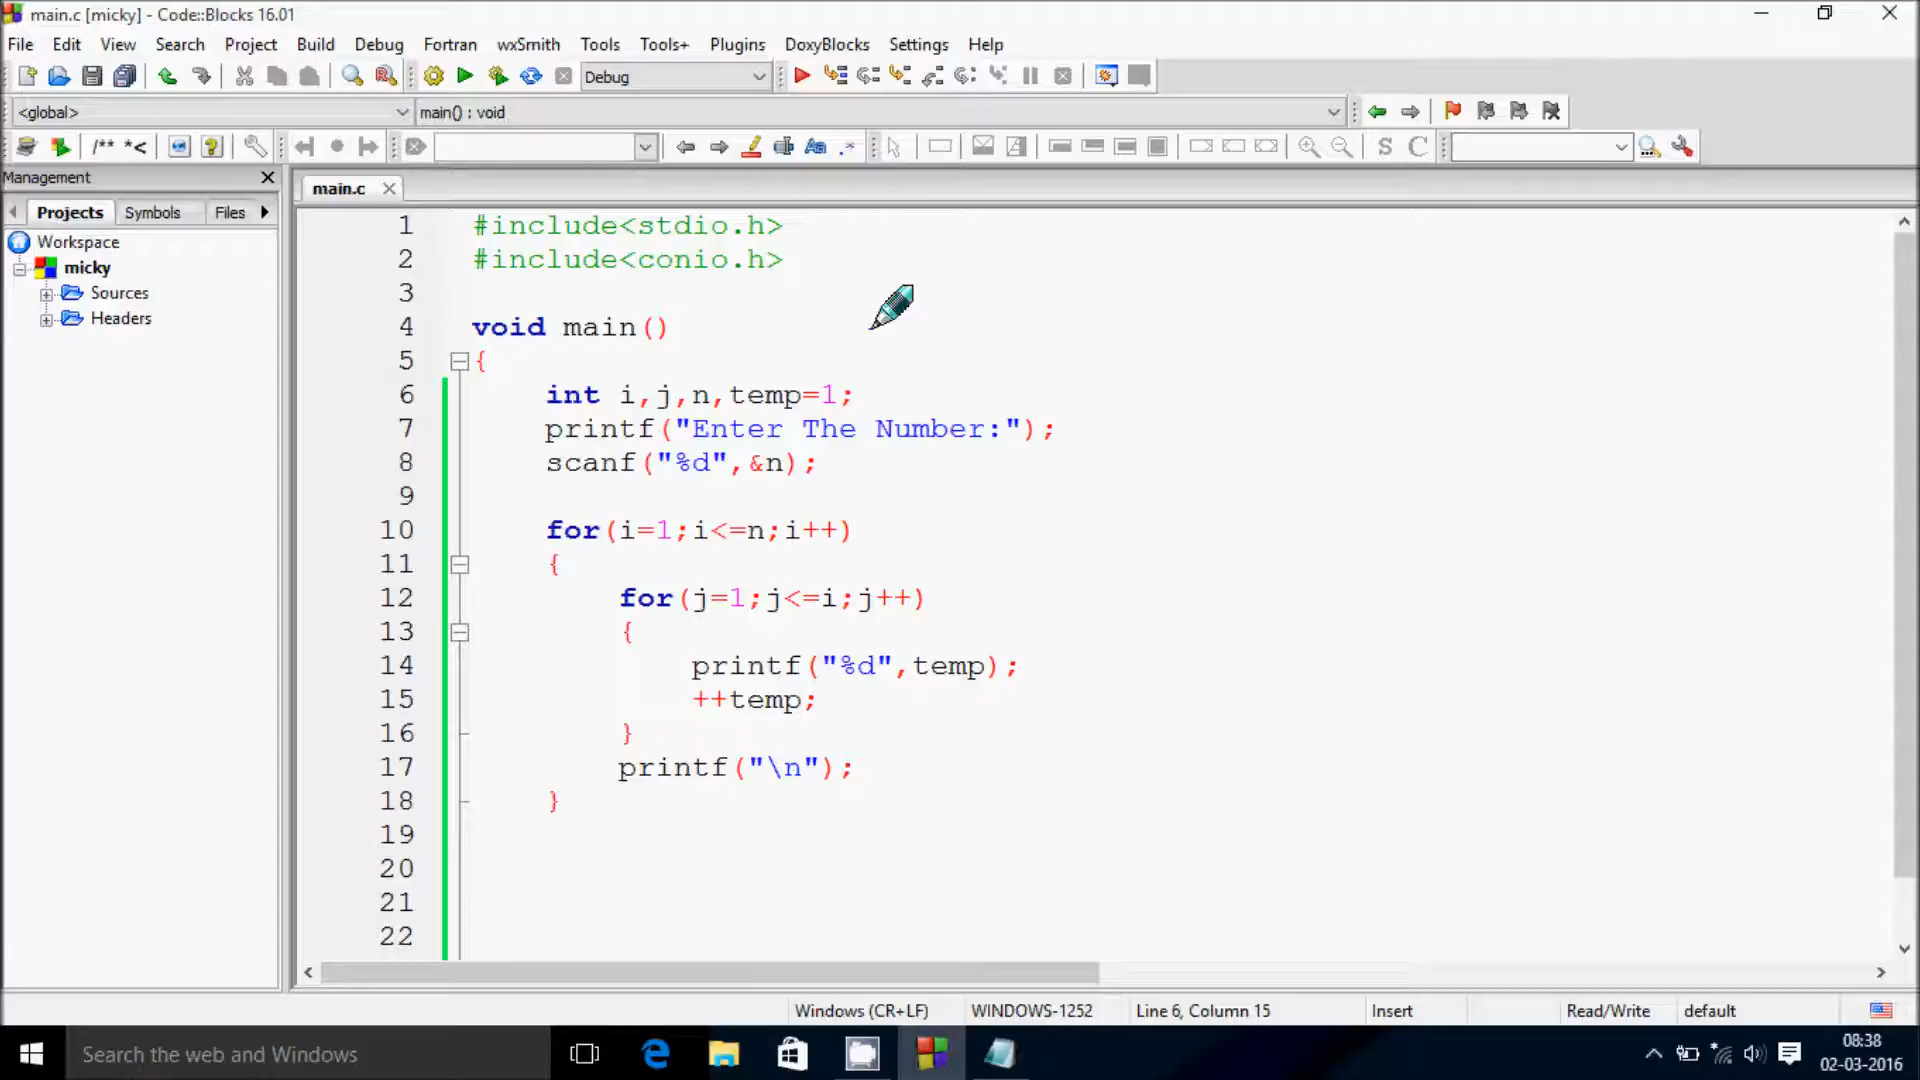 main.c [micky] - Code::Blocks 16.01
File Edit View Search Project Build Debug Fortran wxSmith Tools Tools+ Plugins DoxyBlocks Settings Help
Debug
<global> main() : void
/** *<
S C
Management
Projects Symbols Files
main.c
Workspace
micky
Sources
Headers
1 #include<stdio.h>
2 #include<conio.h>
3
4 void main()
5 {
6 int i,j,n,temp=1;
7 printf("Enter The Number:");
8 scanf("%d",&n);
9
10 for(i=1;i<=n;i++)
11 {
12 for(j=1;j<=i;j++)
13 {
14 printf("%d",temp);
15 ++temp;
16 }
17 printf("\n");
18 }
19
20
21
22
Windows (CR+LF) WINDOWS-1252 Line 6, Column 15 Insert Read/Write default
Search the web and Windows
08:38
02-03-2016